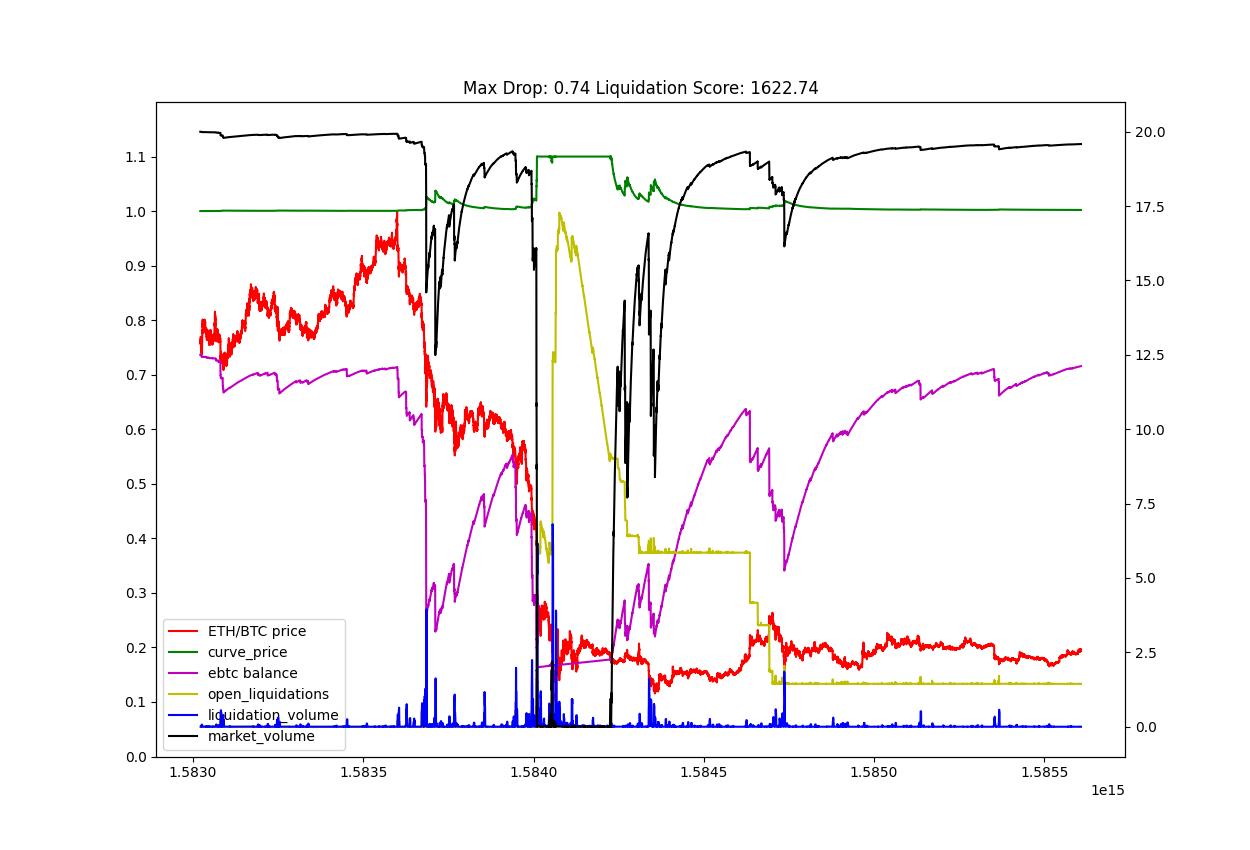 Max Drop: 0.74 Liquidation Score: 1622.74
1.1
1.0
0.9
0.8
0.7
0.6
0.5
0.4
0.3
0.2
0.1
0.0
20.0
17.5
15.0
12.5
10.0
7.5
5.0
2.5
0.0
ETH/BTC price
curve_price
ebtc balance
open_liquidations
liquidation_volume
market_volume
1.5830 1.5835 1.5840 1.5845 1.5850 1.5855
1e15